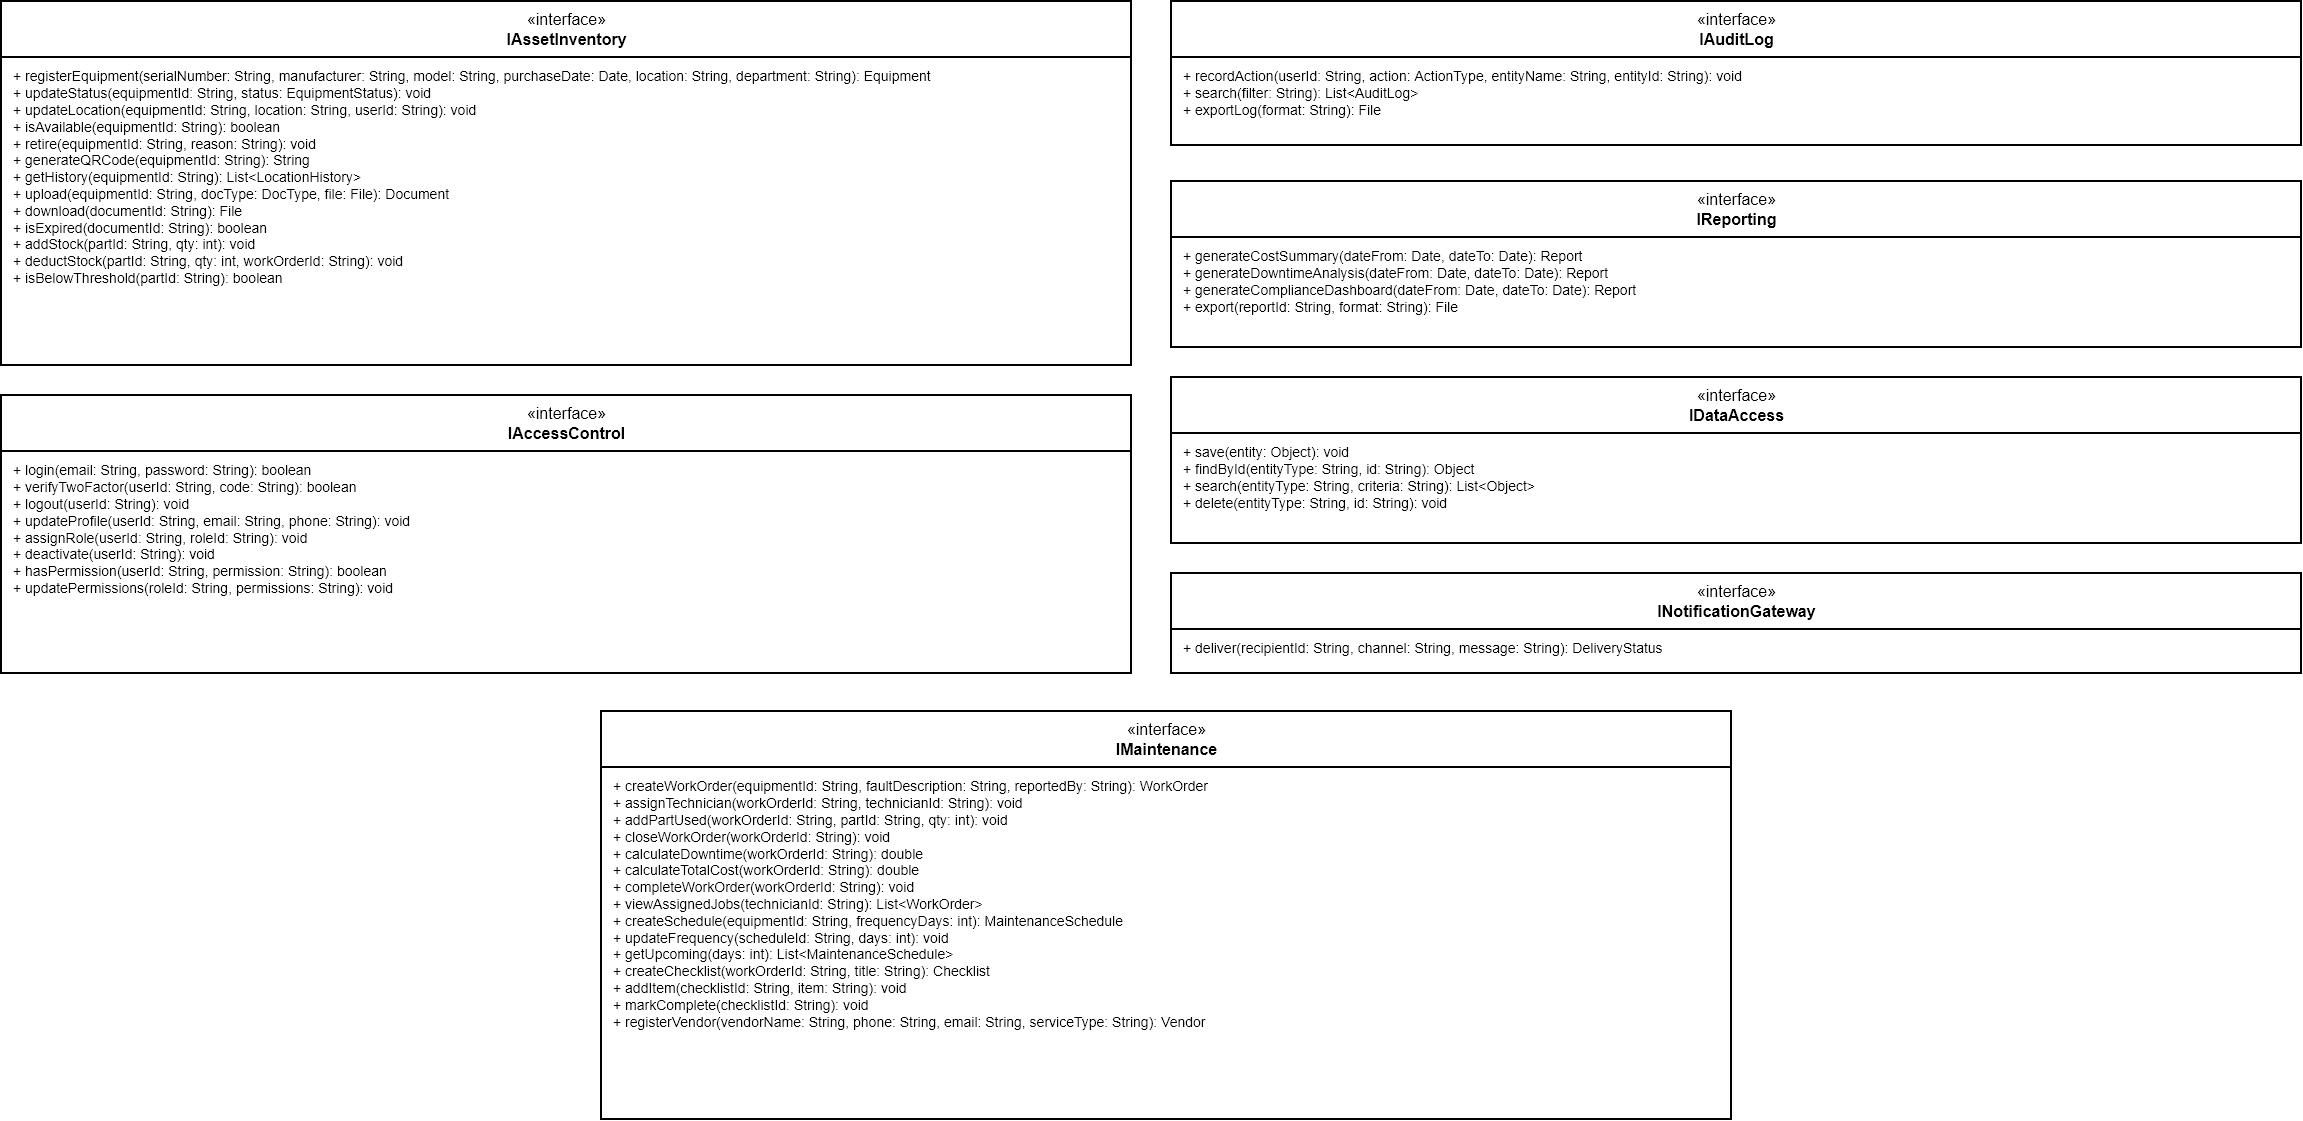 «interface»
IAssetInventory
+ registerEquipment(serialNumber: String, manufacturer: String, model: String, purchaseDate: Date, location: String, department: String): Equipment
+ updateStatus(equipmentId: String, status: EquipmentStatus): void
+ updateLocation(equipmentId: String, location: String, userId: String): void
+ isAvailable(equipmentId: String): boolean
+ retire(equipmentId: String, reason: String): void
+ generateQRCode(equipmentId: String): String
+ getHistory(equipmentId: String): List<LocationHistory>
+ upload(equipmentId: String, docType: DocType, file: File): Document
+ download(documentId: String): File
+ isExpired(documentId: String): boolean
+ addStock(partId: String, qty: int): void
+ deductStock(partId: String, qty: int, workOrderId: String): void
+ isBelowThreshold(partId: String): boolean
«interface»
IAccessControl
+ login(email: String, password: String): boolean
+ verifyTwoFactor(userId: String, code: String): boolean
+ logout(userId: String): void
+ updateProfile(userId: String, email: String, phone: String): void
+ assignRole(userId: String, roleId: String): void
+ deactivate(userId: String): void
+ hasPermission(userId: String, permission: String): boolean
+ updatePermissions(roleId: String, permissions: String): void
«interface»
IAuditLog
+ recordAction(userId: String, action: ActionType, entityName: String, entityId: String): void
+ search(filter: String): List<AuditLog>
+ exportLog(format: String): File
«interface»
IReporting
+ generateCostSummary(dateFrom: Date, dateTo: Date): Report
+ generateDowntimeAnalysis(dateFrom: Date, dateTo: Date): Report
+ generateComplianceDashboard(dateFrom: Date, dateTo: Date): Report
+ export(reportId: String, format: String): File
«interface»
IDataAccess
+ save(entity: Object): void
+ findById(entityType: String, id: String): Object
+ search(entityType: String, criteria: String): List<Object>
+ delete(entityType: String, id: String): void
«interface»
INotificationGateway
+ deliver(recipientId: String, channel: String, message: String): DeliveryStatus
«interface»
IMaintenance
+ createWorkOrder(equipmentId: String, faultDescription: String, reportedBy: String): WorkOrder
+ assignTechnician(workOrderId: String, technicianId: String): void
+ addPartUsed(workOrderId: String, partId: String, qty: int): void
+ closeWorkOrder(workOrderId: String): void
+ calculateDowntime(workOrderId: String): double
+ calculateTotalCost(workOrderId: String): double
+ completeWorkOrder(workOrderId: String): void
+ viewAssignedJobs(technicianId: String): List<WorkOrder>
+ createSchedule(equipmentId: String, frequencyDays: int): MaintenanceSchedule
+ updateFrequency(scheduleId: String, days: int): void
+ getUpcoming(days: int): List<MaintenanceSchedule>
+ createChecklist(workOrderId: String, title: String): Checklist
+ addItem(checklistId: String, item: String): void
+ markComplete(checklistId: String): void
+ registerVendor(vendorName: String, phone: String, email: String, serviceType: String): Vendor